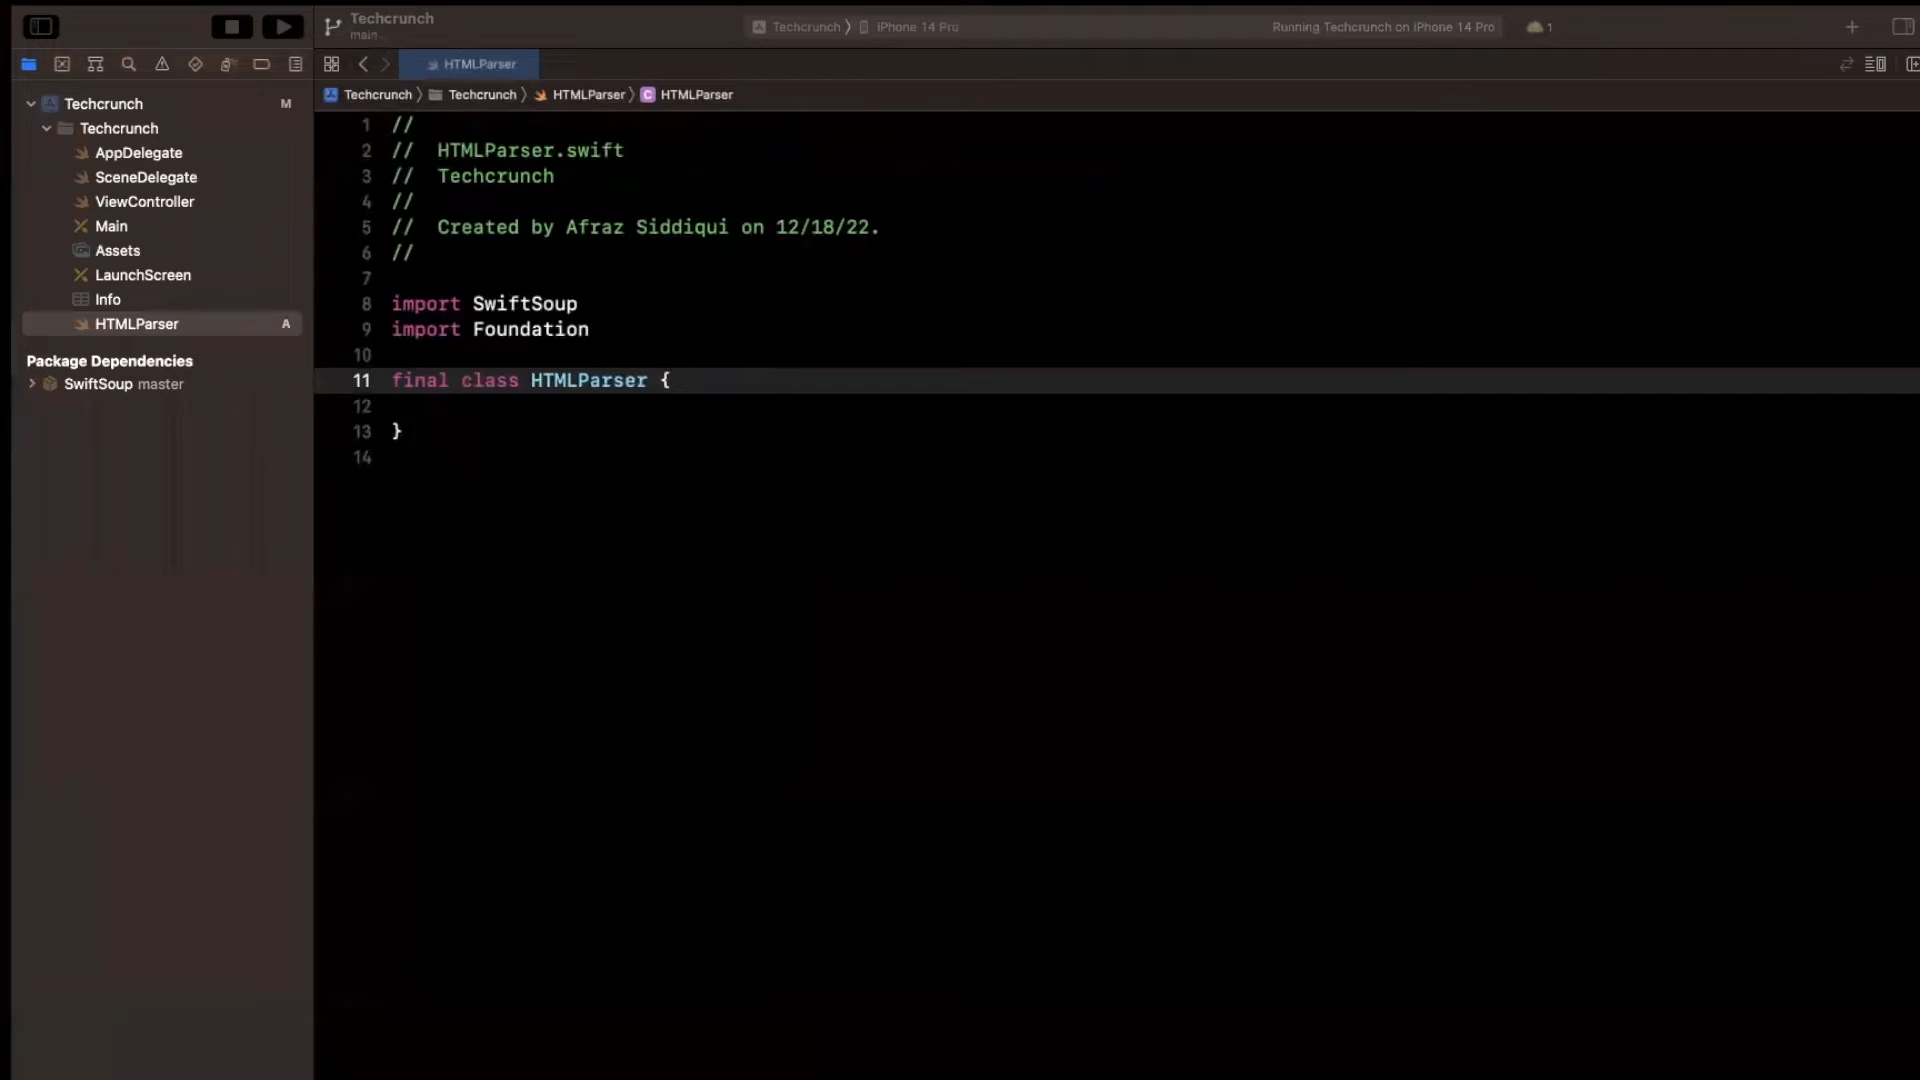 Techcrunch
main
Techcrunch 〉 iPhone 14 Pro
Running Techcrunch on iPhone 14 Pro
1
HTMLParser
Techcrunch 〉 Techcrunch 〉 HTMLParser 〉 C HTMLParser
Techcrunch M
Techcrunch
AppDelegate
SceneDelegate
ViewController
Main
Assets
LaunchScreen
Info
HTMLParser A
Package Dependencies
SwiftSoup master
1 //
2 //  HTMLParser.swift
3 //  Techcrunch
4 //
5 //  Created by Afraz Siddiqui on 12/18/22.
6 //
7
8 import SwiftSoup
9 import Foundation
10
11 final class HTMLParser {
12
13 }
14